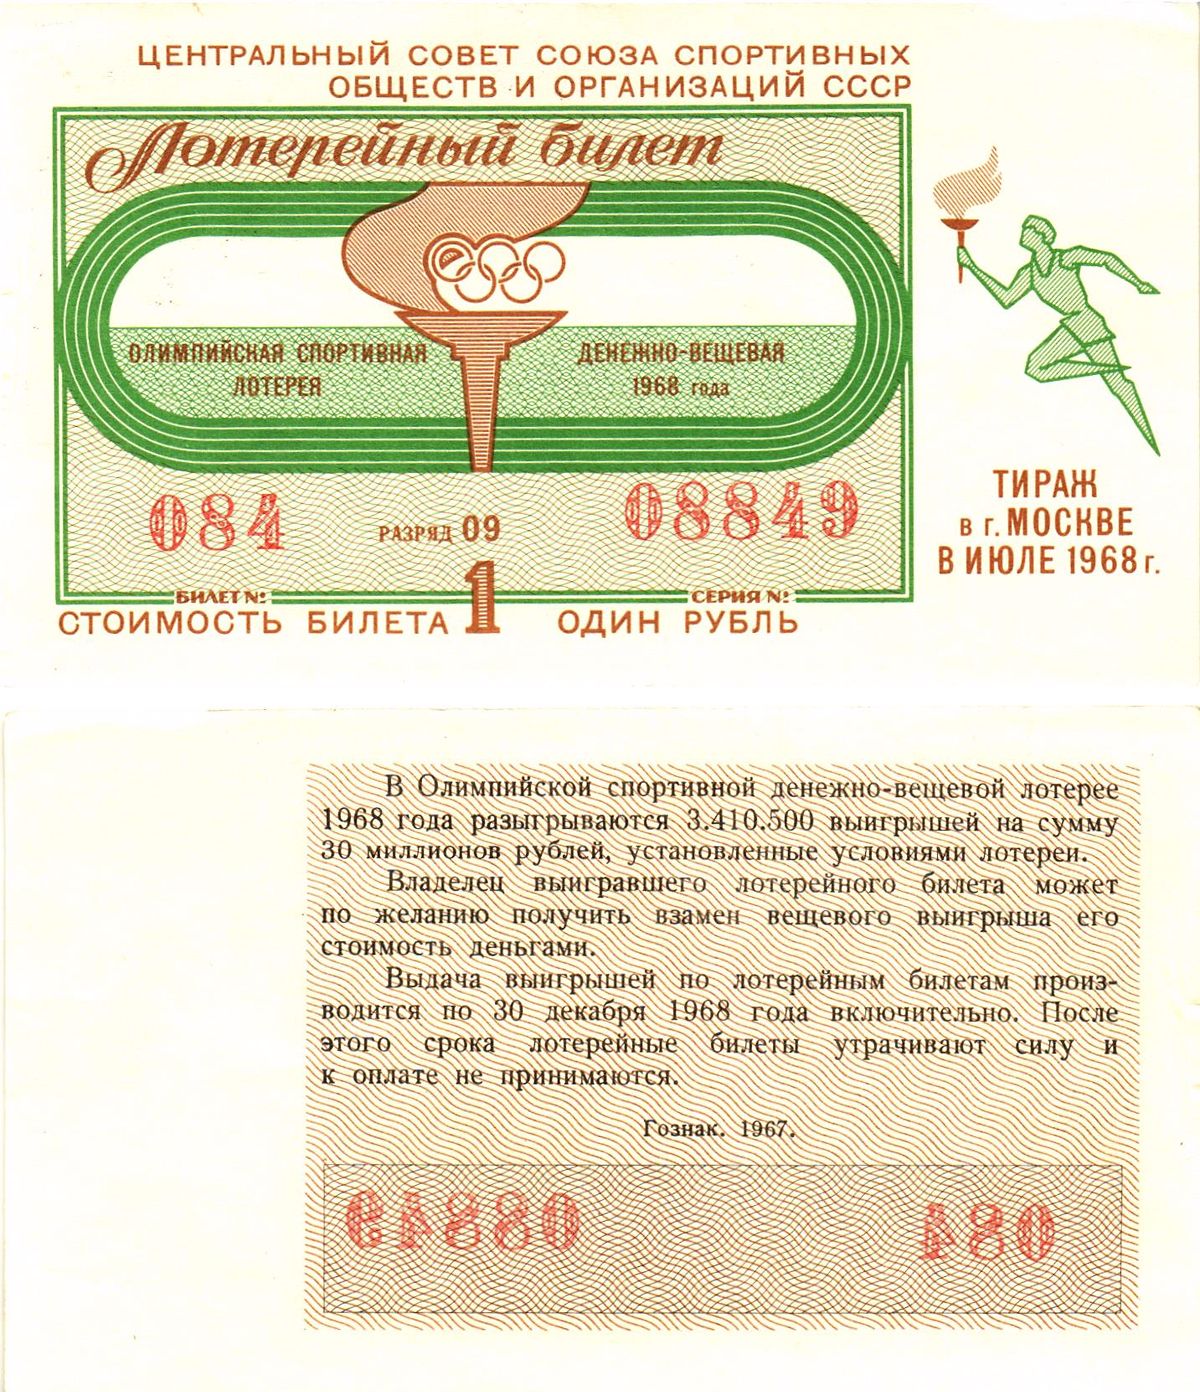 ЦЕНТРАЛЬНЫЙ СОВЕТ СОЮЗА СПОРТИВНЫХ
ОБЩЕСТВ И ОРГАНИЗАЦИЙ СССР
Лотерейный билет
ОЛИМПИЙСКАЯ СПОРТИВНАЯ
ЛОТЕРЕЯ
ДЕНЕЖНО-ВЕЩЕВАЯ
1968 года
084
РАЗРЯД 09
08849
БИЛЕТ №:
СЕРИЯ №:
СТОИМОСТЬ БИЛЕТА 1 ОДИН РУБЛЬ
ТИРАЖ
в г. МОСКВЕ
В ИЮЛЕ 1968 г.
В Олимпийской спортивной денежно-вещевой лотерее
1968 года разыгрываются 3.410.500 выигрышей на сумму
30 миллионов рублей, установленные условиями лотереи.
Владелец выигравшего лотерейного билета может
по желанию получить взамен вещевого выигрыша его
стоимость деньгами.
Выдача выигрышей по лотерейным билетам произ-
водится по 30 декабря 1968 года включительно. После
этого срока лотерейные билеты утрачивают силу и
к оплате не принимаются.
Гознак. 1967.
08849
084